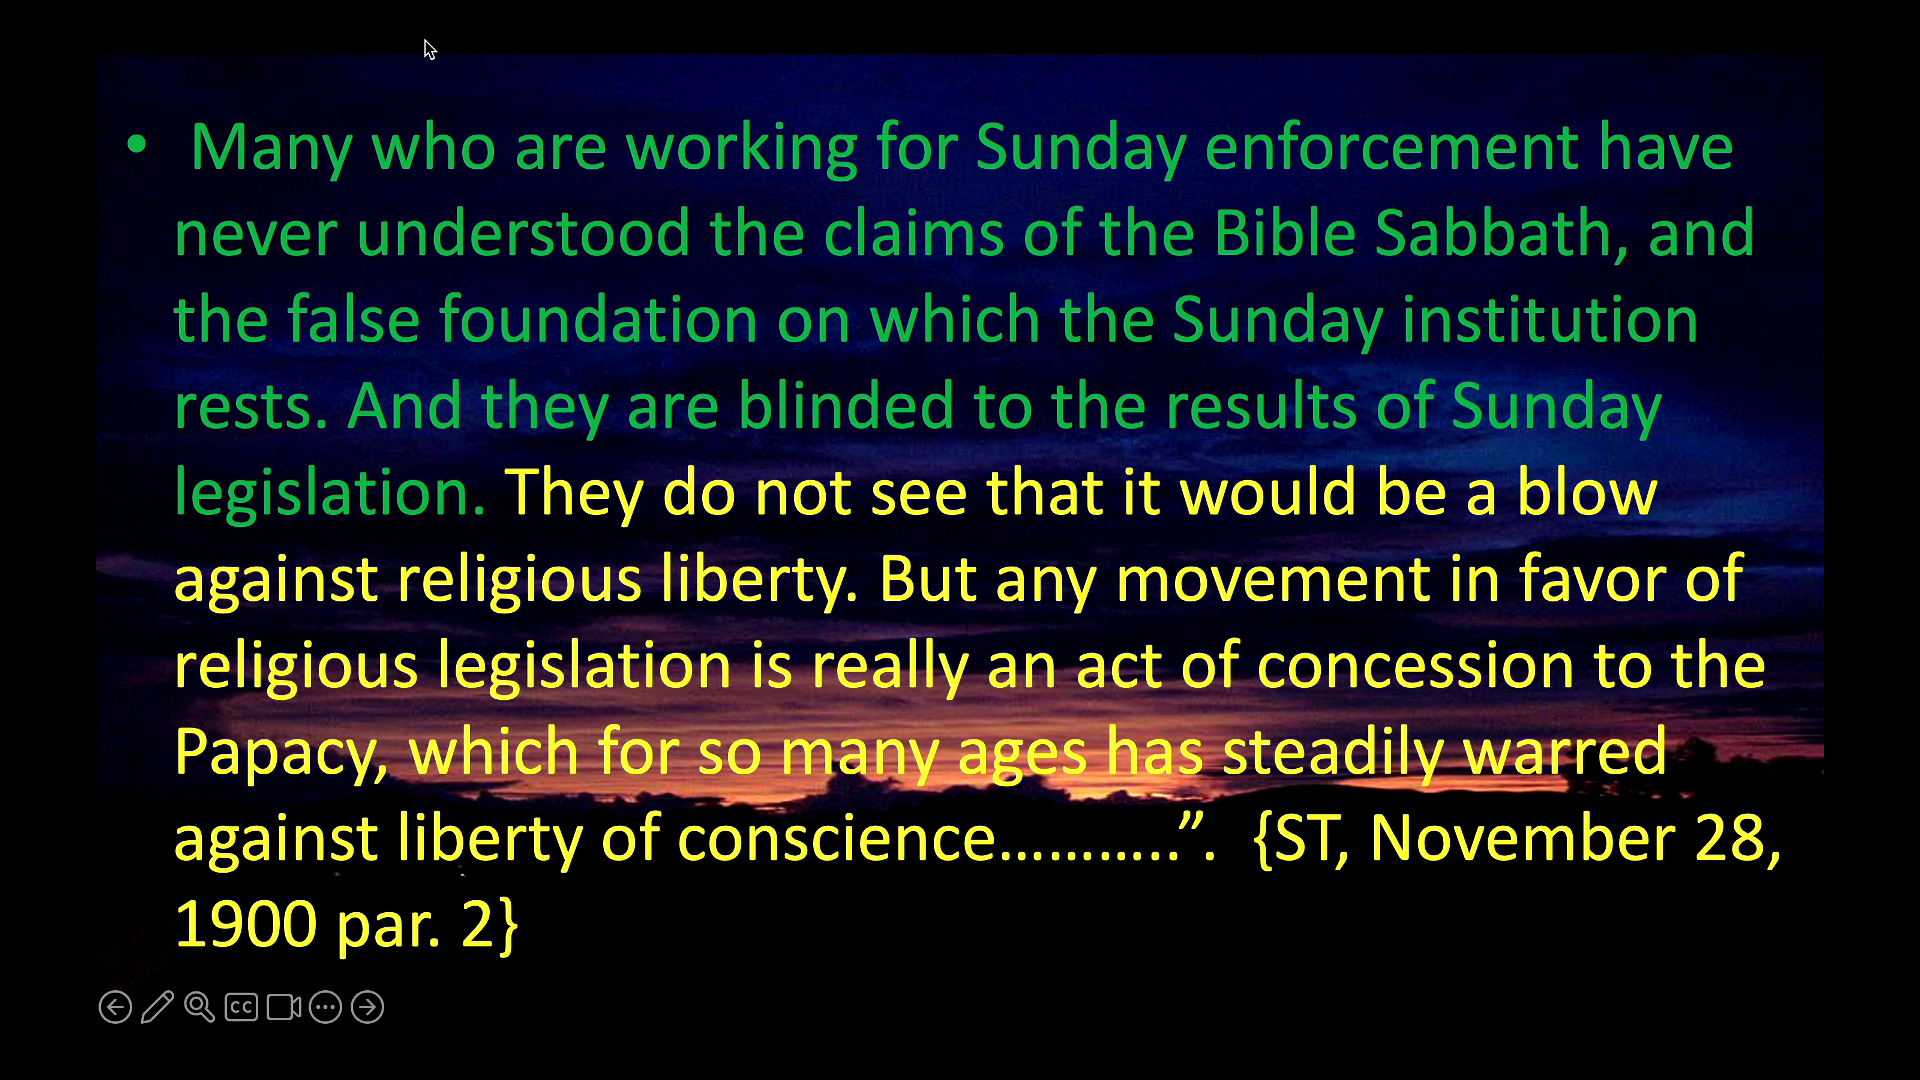 • Many who are working for Sunday enforcement have
never understood the claims of the Bible Sabbath, and
the false foundation on which the Sunday institution
rests. And they are blinded to the results of Sunday
legislation. They do not see that it would be a blow
against religious liberty. But any movement in favor of
religious legislation is really an act of concession to the
Papacy, which for so many ages has steadily warred
against liberty of conscience………..”. {ST, November 28,
1900 par. 2}
CC